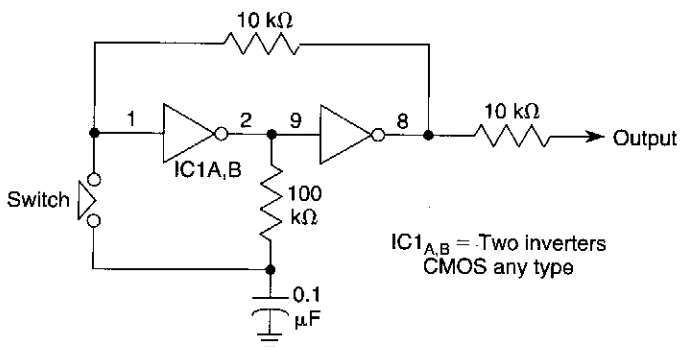 10 kΩ
1
2
9
8
10 kΩ
Output
IC1A,B
Switch
100
kΩ
IC1A,B = Two inverters
CMOS any type
0.1
μF